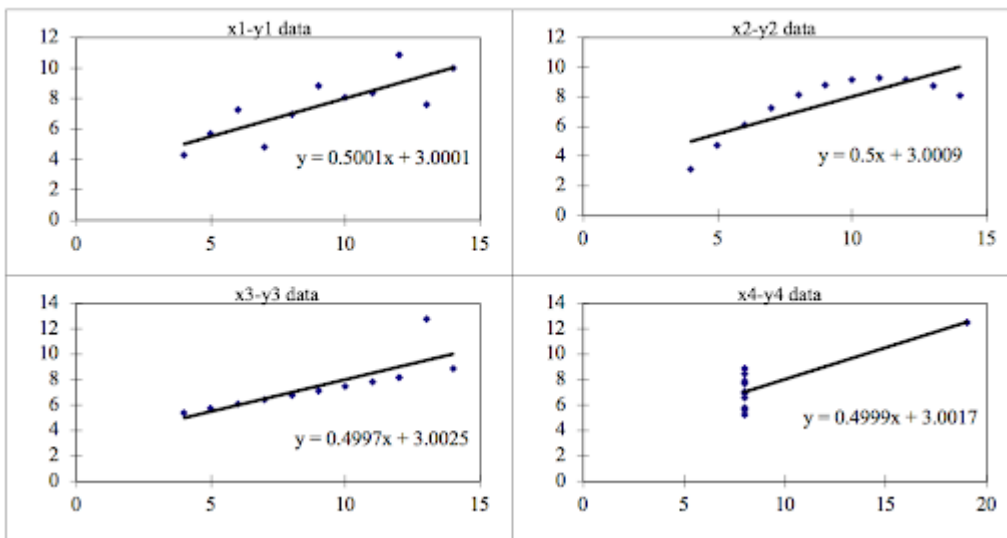 x1-y1 data
12
10
8
6
4
2
0
y = 0.5001x + 3.0001
0 5 10 15
x2-y2 data
12
10
8
6
4
2
0
y = 0.5x + 3.0009
0 5 10 15
x3-y3 data
14
12
10
8
6
4
2
0
y = 0.4997x + 3.0025
0 5 10 15
x4-y4 data
14
12
10
8
6
4
2
0
y = 0.4999x + 3.0017
0 5 10 15 20